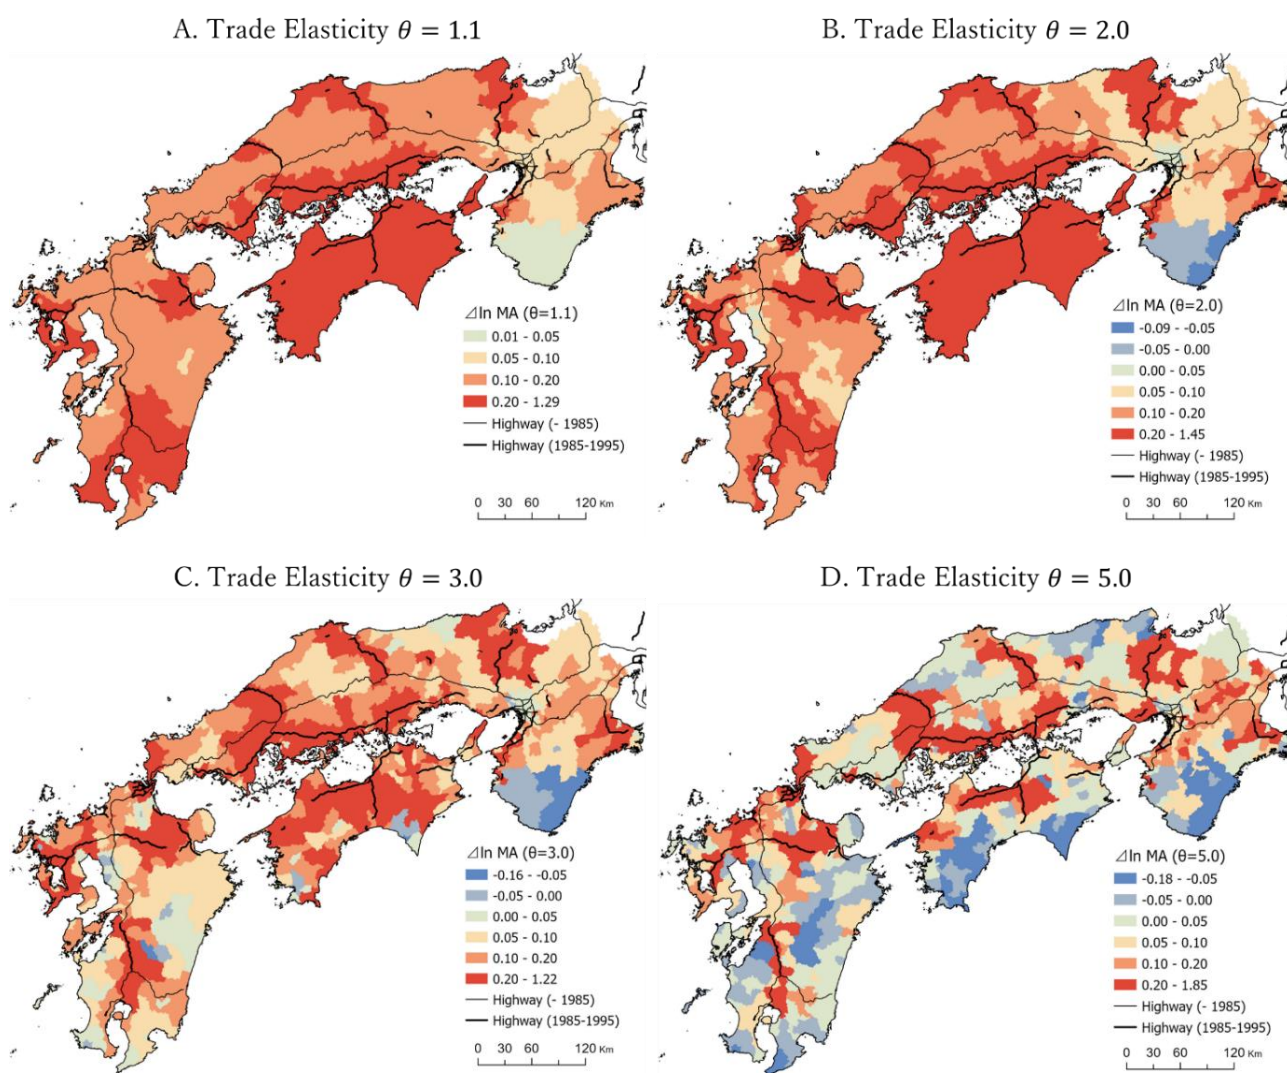 A. Trade Elasticity θ = 1.1
⊿ln MA (θ=1.1)
0.01 - 0.05
0.05 - 0.10
0.10 - 0.20
0.20 - 1.29
Highway (- 1985)
Highway (1985-1995)
0 30 60 120 Km
B. Trade Elasticity θ = 2.0
⊿ln MA (θ=2.0)
-0.09 - -0.05
-0.05 - 0.00
0.00 - 0.05
0.05 - 0.10
0.10 - 0.20
0.20 - 1.45
Highway (- 1985)
Highway (1985-1995)
0 30 60 120 Km
C. Trade Elasticity θ = 3.0
⊿ln MA (θ=3.0)
-0.16 - -0.05
-0.05 - 0.00
0.00 - 0.05
0.05 - 0.10
0.10 - 0.20
0.20 - 1.22
Highway (- 1985)
Highway (1985-1995)
0 30 60 120 Km
D. Trade Elasticity θ = 5.0
⊿ln MA (θ=5.0)
-0.18 - -0.05
-0.05 - 0.00
0.00 - 0.05
0.05 - 0.10
0.10 - 0.20
0.20 - 1.85
Highway (- 1985)
Highway (1985-1995)
0 30 60 120 Km